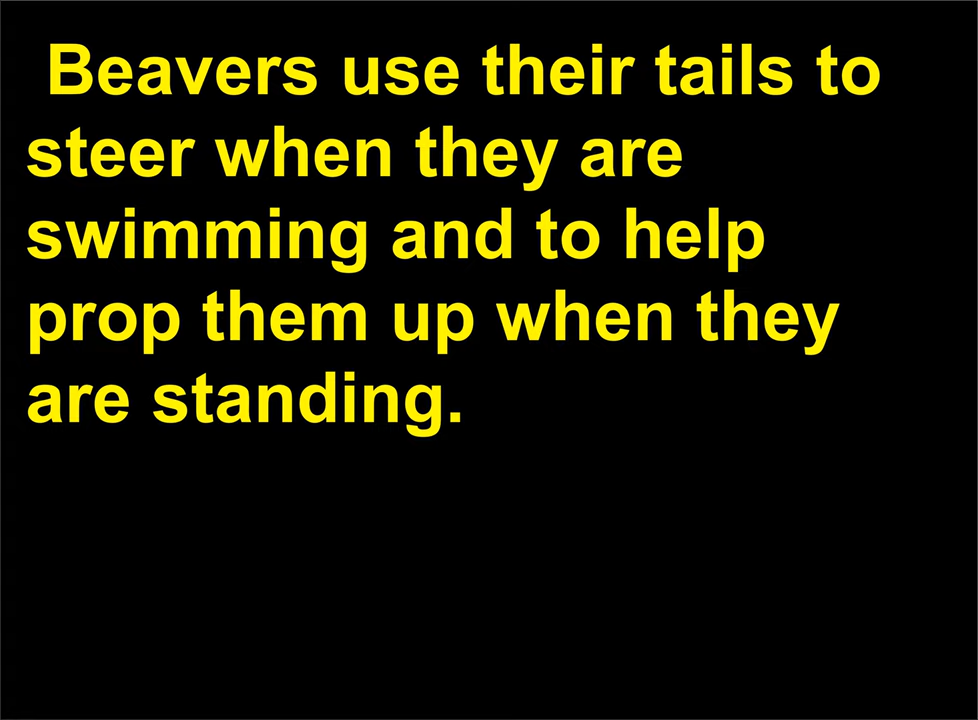 Beavers use their tails to
steer when they are
swimming and to help
prop them up when they
are standing.